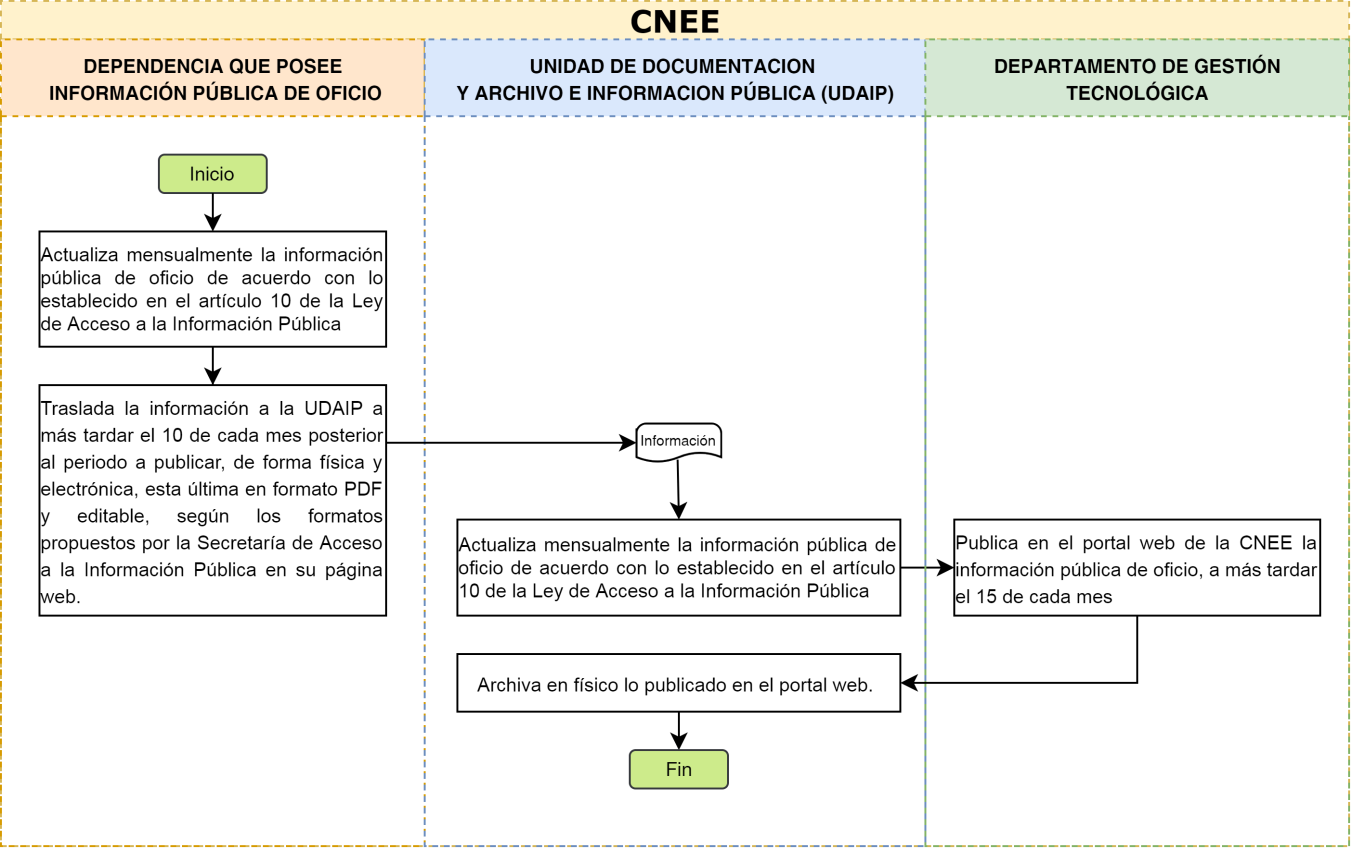 CNEE
DEPENDENCIA QUE POSEE
INFORMACIÓN PÚBLICA DE OFICIO
UNIDAD DE DOCUMENTACION
Y ARCHIVO E INFORMACION PÚBLICA (UDAIP)
DEPARTAMENTO DE GESTIÓN
TECNOLÓGICA
Inicio
Actualiza mensualmente la información
pública de oficio de acuerdo con lo
establecido en el artículo 10 de la Ley
de Acceso a la Información Pública
Traslada la información a la UDAIP a
más tardar el 10 de cada mes posterior
al periodo a publicar, de forma física y
electrónica, esta última en formato PDF
y editable, según los formatos
propuestos por la Secretaría de Acceso
a la Información Pública en su página
web.
Información
Actualiza mensualmente la información pública de
oficio de acuerdo con lo establecido en el artículo
10 de la Ley de Acceso a la Información Pública
Publica en el portal web de la CNEE la
información pública de oficio, a más tardar
el 15 de cada mes
Archiva en físico lo publicado en el portal web.
Fin